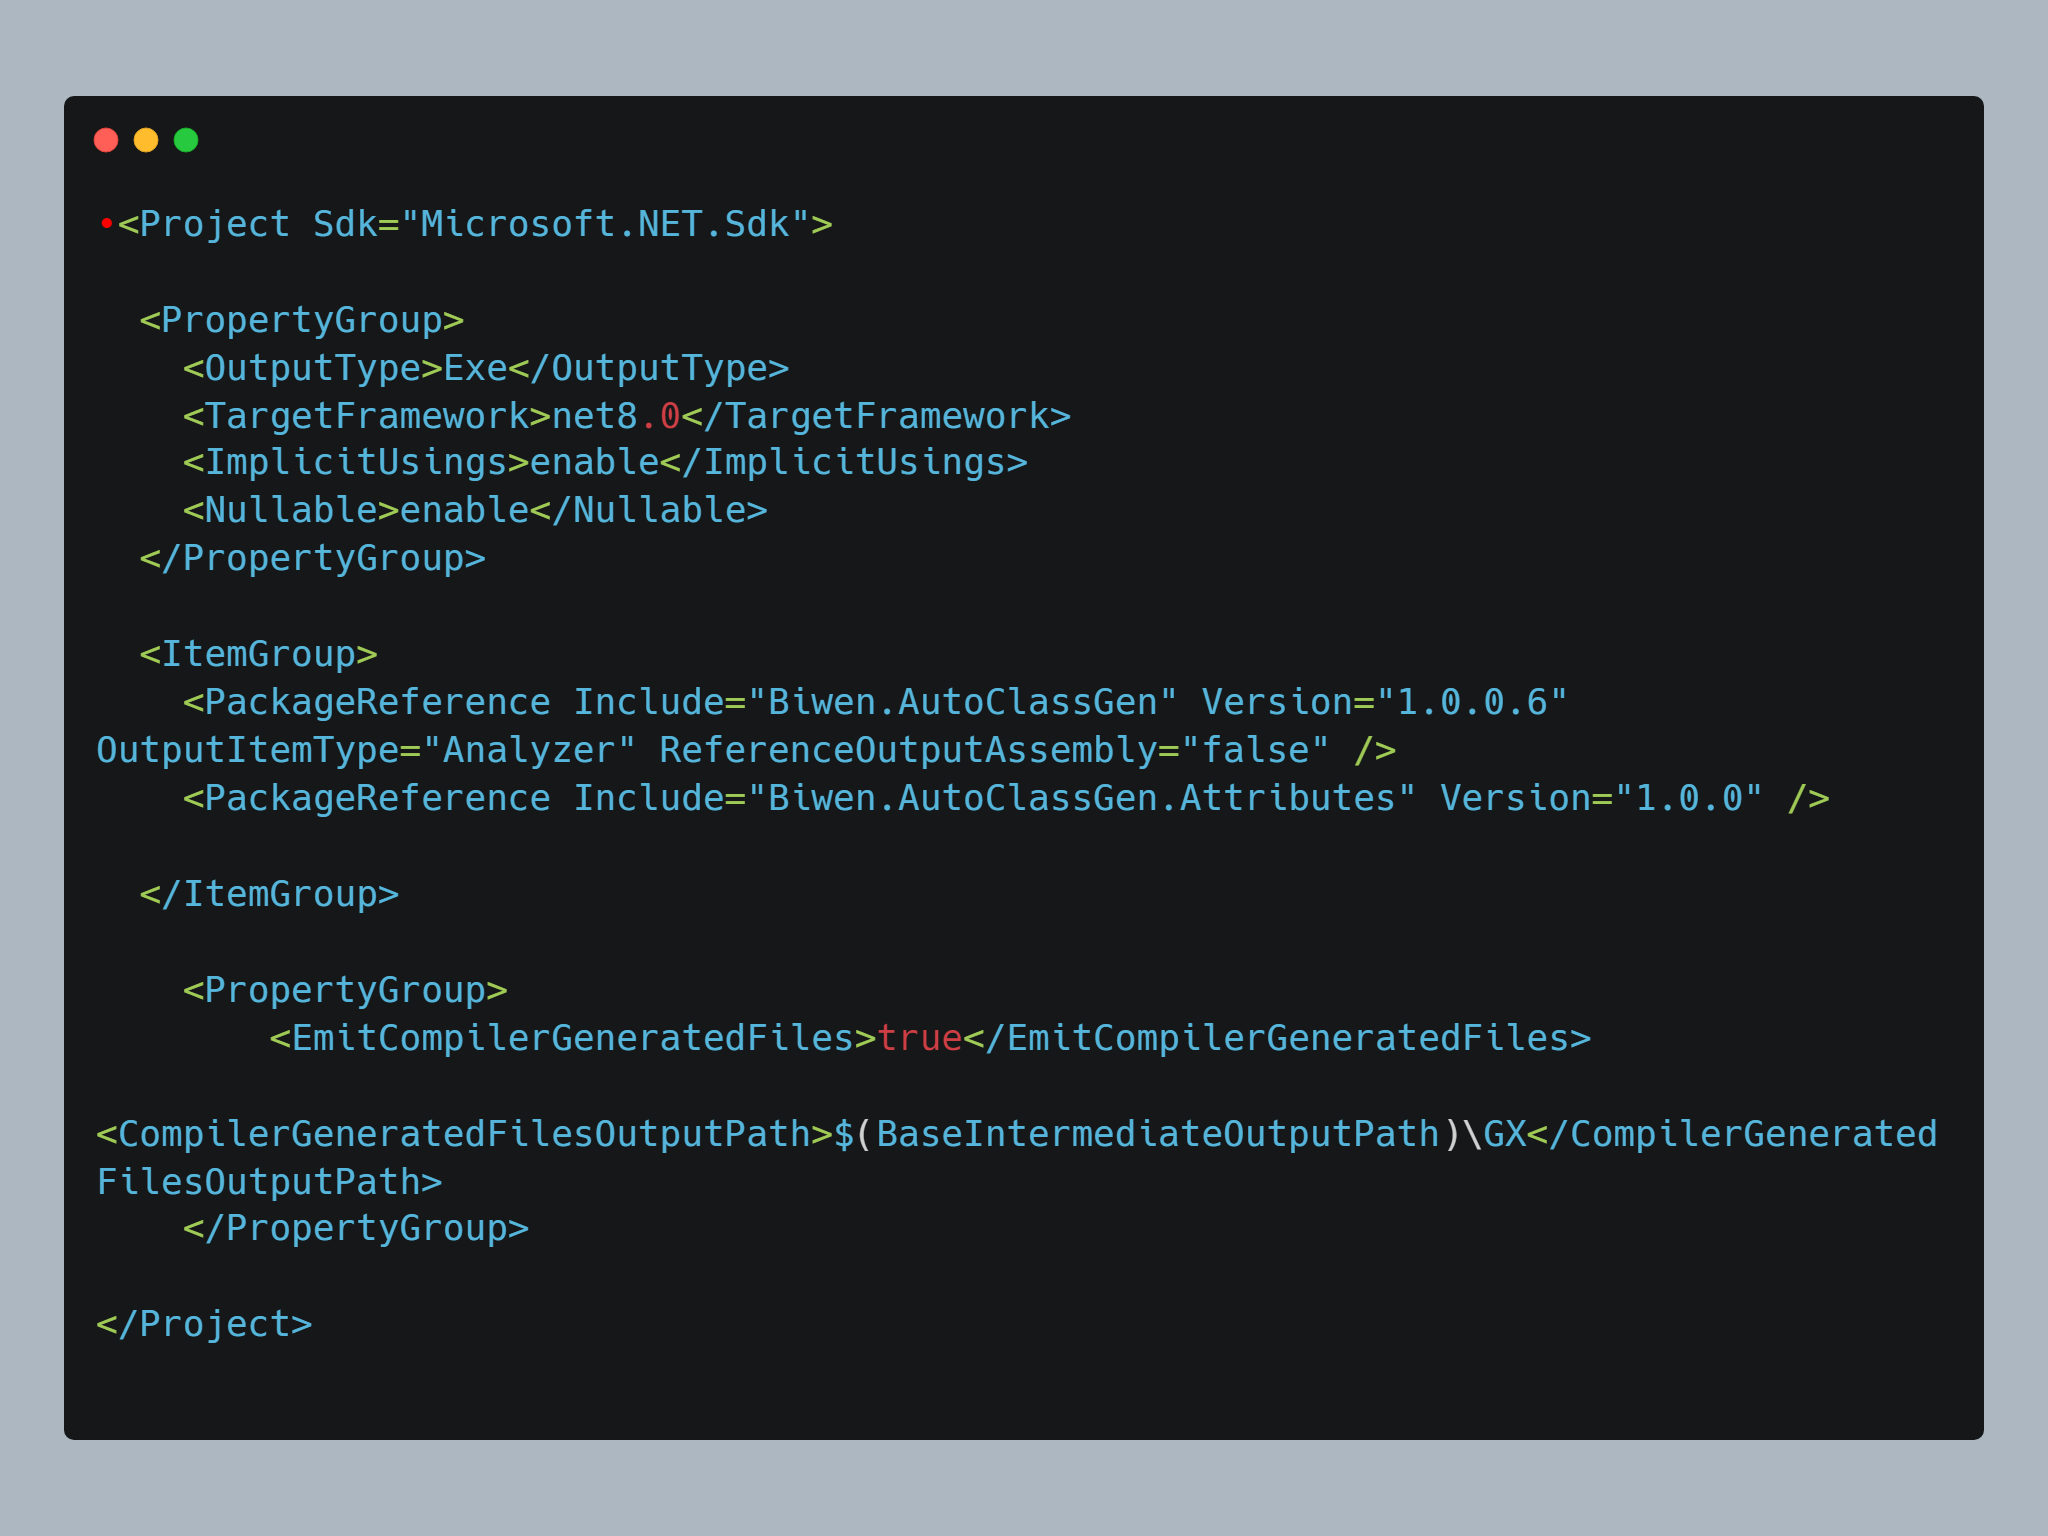 •<Project Sdk="Microsoft.NET.Sdk">

  <PropertyGroup>
    <OutputType>Exe</OutputType>
    <TargetFramework>net8.0</TargetFramework>
    <ImplicitUsings>enable</ImplicitUsings>
    <Nullable>enable</Nullable>
  </PropertyGroup>

  <ItemGroup>
    <PackageReference Include="Biwen.AutoClassGen" Version="1.0.0.6"
OutputItemType="Analyzer" ReferenceOutputAssembly="false" />
    <PackageReference Include="Biwen.AutoClassGen.Attributes" Version="1.0.0" />

  </ItemGroup>

    <PropertyGroup>
        <EmitCompilerGeneratedFiles>true</EmitCompilerGeneratedFiles>

<CompilerGeneratedFilesOutputPath>$(BaseIntermediateOutputPath)\GX</CompilerGenerated
FilesOutputPath>
    </PropertyGroup>

</Project>